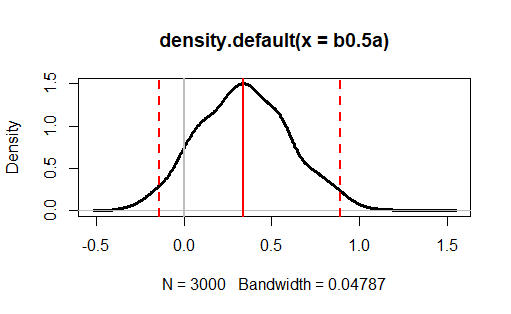 density.default(x = b0.5a)
Density
0.0 0.5 1.0 1.5
-0.5 0.0 0.5 1.0 1.5
N = 3000 Bandwidth = 0.04787